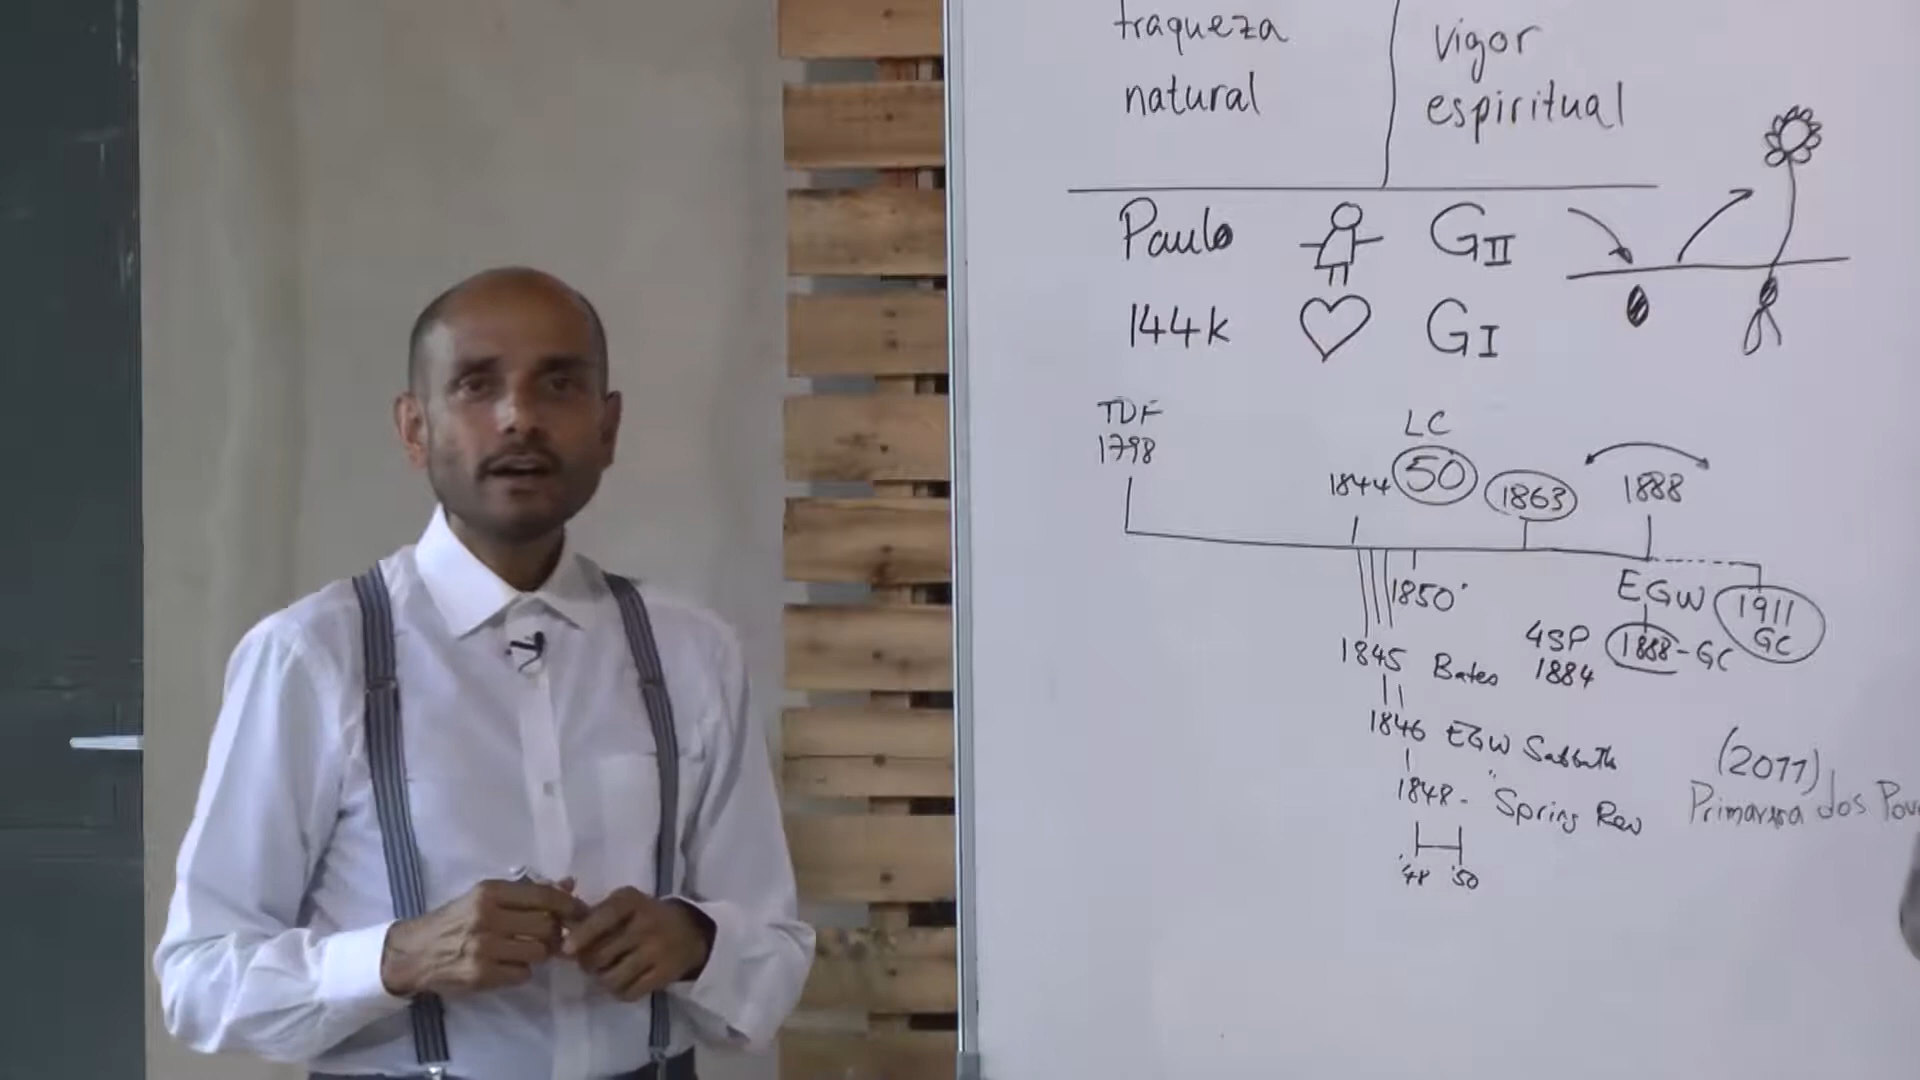 fraqueza
natural
vigor
espiritual
Paulo GII
144k GI
TDF
1798
LC
1844 50 1863 1888
1850
EGW
1911
GC
4SP
1884
1888-GC
1845 Bates
1846 EGW Sabbath
1848- "Spring Rev
'48 '50
(2011)
Primavera dos Pov